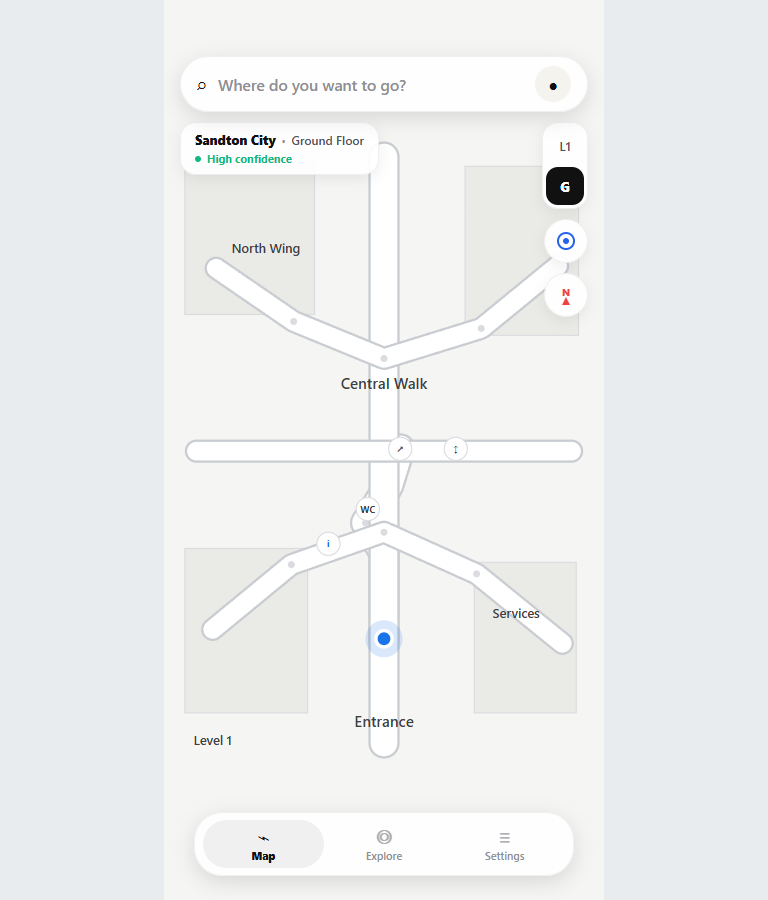 Where do you want to go?
Sandton City • Ground Floor
High confidence
L1
G
N
North Wing
Central Walk
WC
i
Services
Entrance
Level 1
Map
Explore
Settings